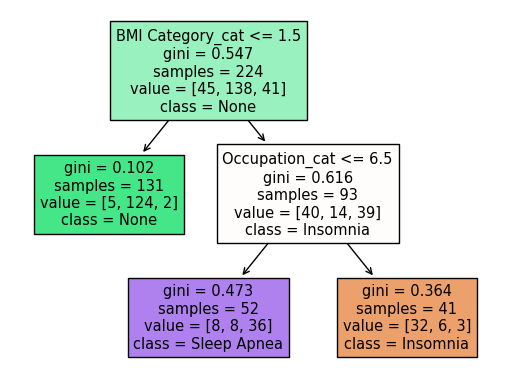 BMI Category_cat <= 1.5
gini = 0.547
samples = 224
value = [45, 138, 41]
class = None
gini = 0.102
samples = 131
value = [5, 124, 2]
class = None
Occupation_cat <= 6.5
gini = 0.616
samples = 93
value = [40, 14, 39]
class = Insomnia
gini = 0.473
samples = 52
value = [8, 8, 36]
class = Sleep Apnea
gini = 0.364
samples = 41
value = [32, 6, 3]
class = Insomnia